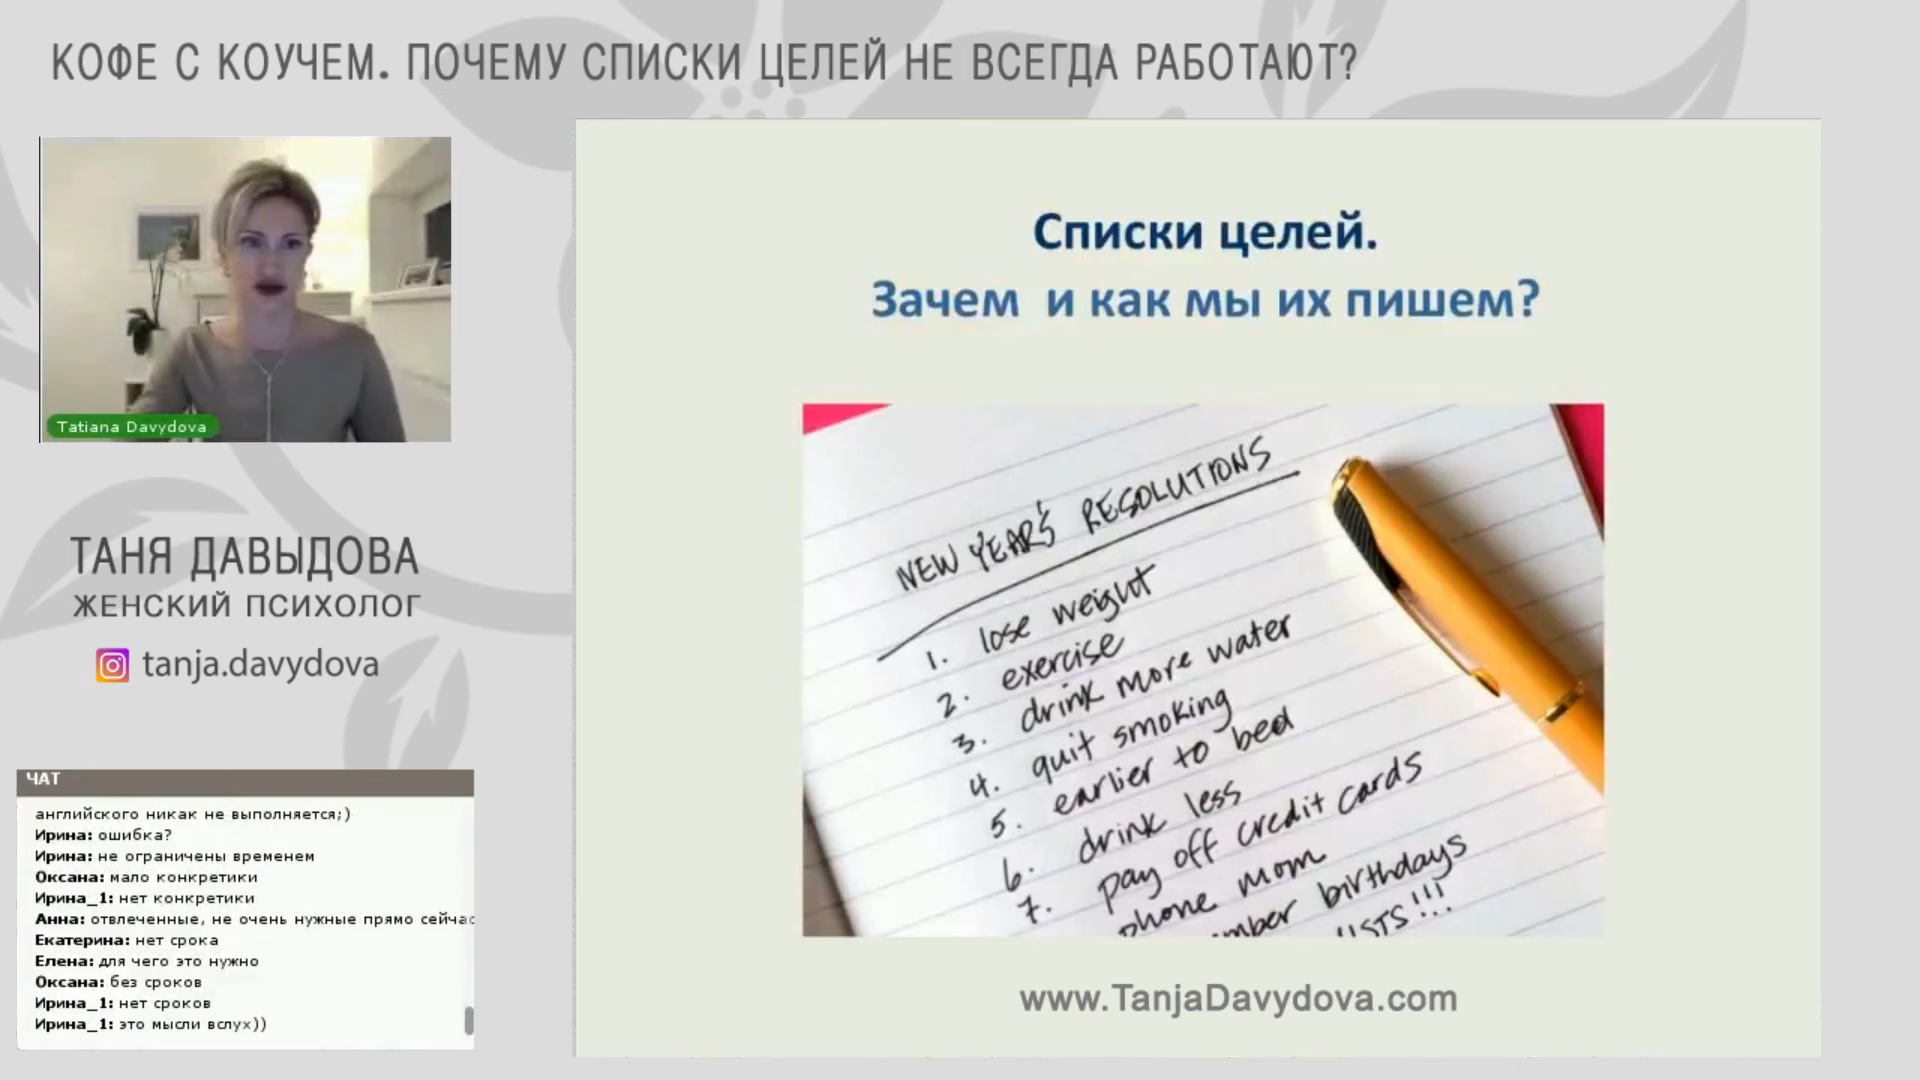 КОФЕ С КОУЧЕМ. ПОЧЕМУ СПИСКИ ЦЕЛЕЙ НЕ ВСЕГДА РАБОТАЮТ?
Tatiana Davydova
ТАНЯ ДАВЫДОВА
ЖЕНСКИЙ ПСИХОЛОГ
tanja.davydova
ЧАТ
английского никак не выполняется;)
Ирина: ошибка?
Ирина: не ограничены временем
Оксана: мало конкретики
Ирина_1: нет конкретики
Анна: отвлеченные, не очень нужные прямо сейчас
Екатерина: нет срока
Елена: для чего это нужно
Оксана: без сроков
Ирина_1: нет сроков
Ирина_1: это мысли вслух))
Списки целей.
Зачем и как мы их пишем?
NEW YEAR'S RESOLUTIONS
1. lose weight
2. exercise
3. drink more water
4. quit smoking
5. earlier to bed
6. drink less
7. pay off credit cards
phone mom
birthdays
www.TanjaDavydova.com